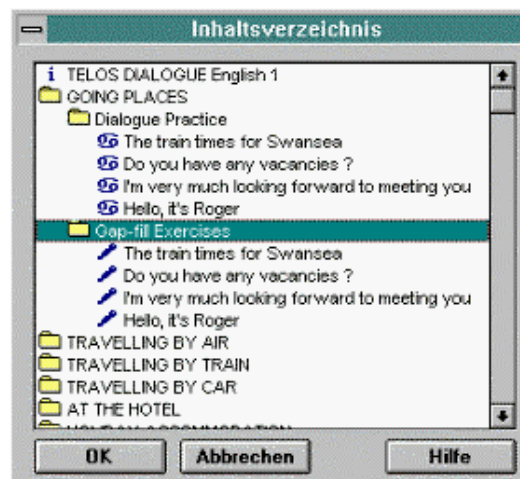 Inhaltsverzeichnis
i TELOS DIALOGUE English 1
GOING PLACES
Dialogue Practice
The train times for Swansea
Do you have any vacancies ?
I'm very much looking forward to meeting you
Hello, it's Roger
Gap-fill Exercises
The train times for Swansea
Do you have any vacancies ?
I'm very much looking forward to meeting you
Hello, it's Roger
TRAVELLING BY AIR
TRAVELLING BY TRAIN
TRAVELLING BY CAR
AT THE HOTEL
HOLIDAY ACCOMMODATION
OK Abbrechen Hilfe